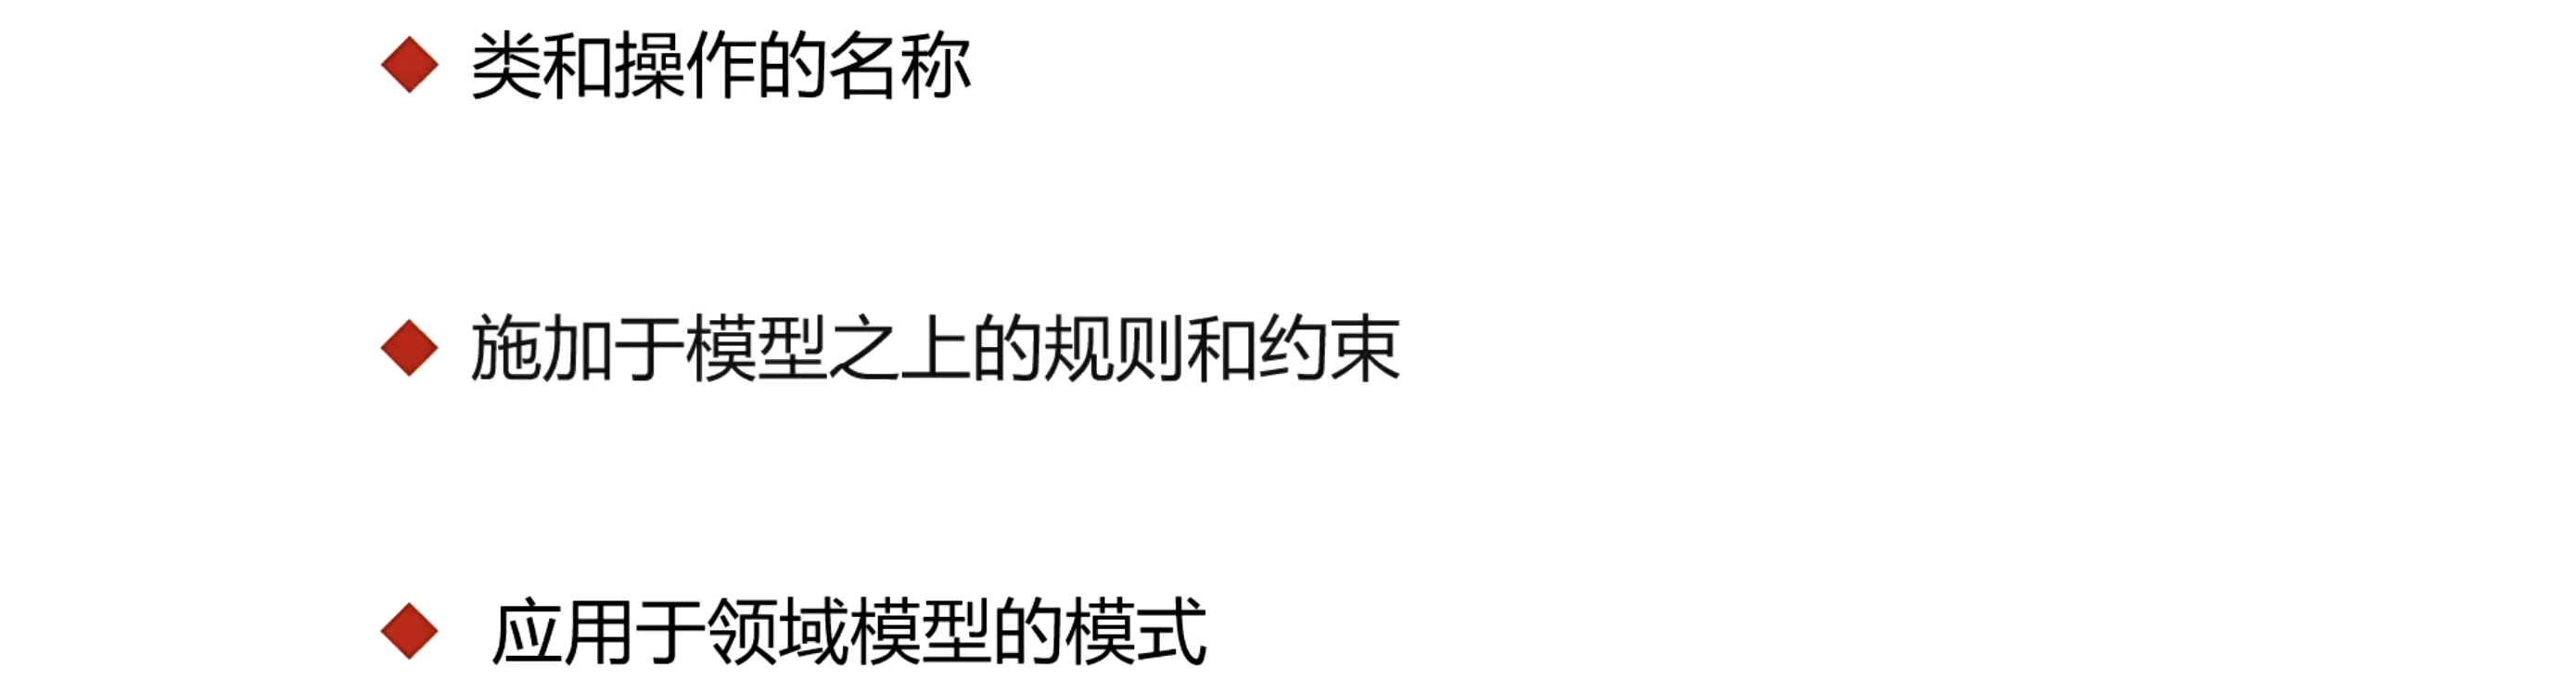 类和操作的名称
施加于模型之上的规则和约束
应用于领域模型的模式